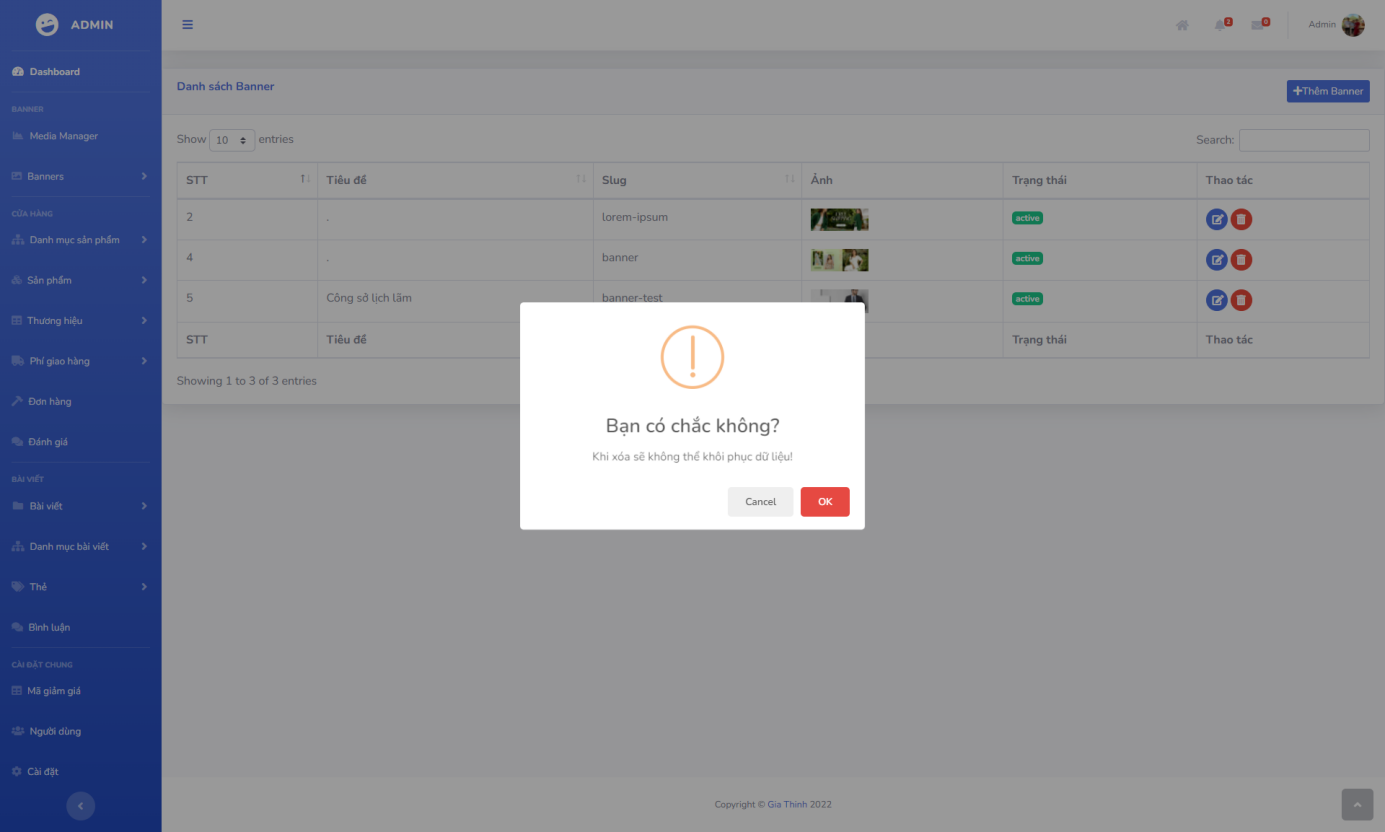 ADMIN
2
0
Admin
Dashboard
BANNER
Media Manager
Banners
CỬA HÀNG
Danh mục sản phẩm
Sản phẩm
Thương hiệu
Phí giao hàng
Đơn hàng
Đánh giá
BÀI VIẾT
Bài viết
Danh mục bài viết
Thẻ
Bình luận
CÀI ĐẶT CHUNG
Mã giảm giá
Người dùng
Cài đặt
Danh sách Banner
Thêm Banner
Show 10 entries
Search:
STT Tiêu đề Slug Ảnh Trạng thái Thao tác
2 . lorem-ipsum active
4 . banner active
5 Công sở lịch lãm banner-test active
STT Tiêu đề Trạng thái Thao tác
Showing 1 to 3 of 3 entries
Bạn có chắc không?
Khi xóa sẽ không thể khôi phục dữ liệu!
Cancel OK
Copyright © Gia Thinh 2022